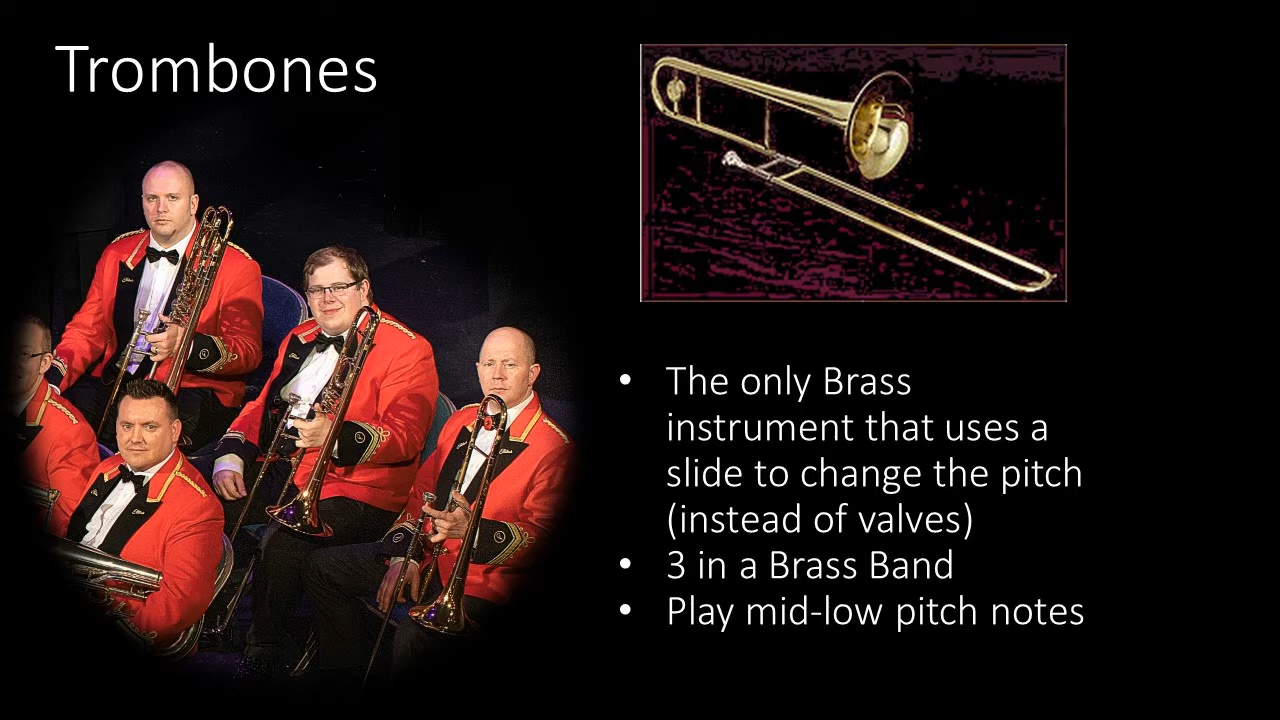 Trombones
• The only Brass
instrument that uses a
slide to change the pitch
(instead of valves)
• 3 in a Brass Band
• Play mid-low pitch notes